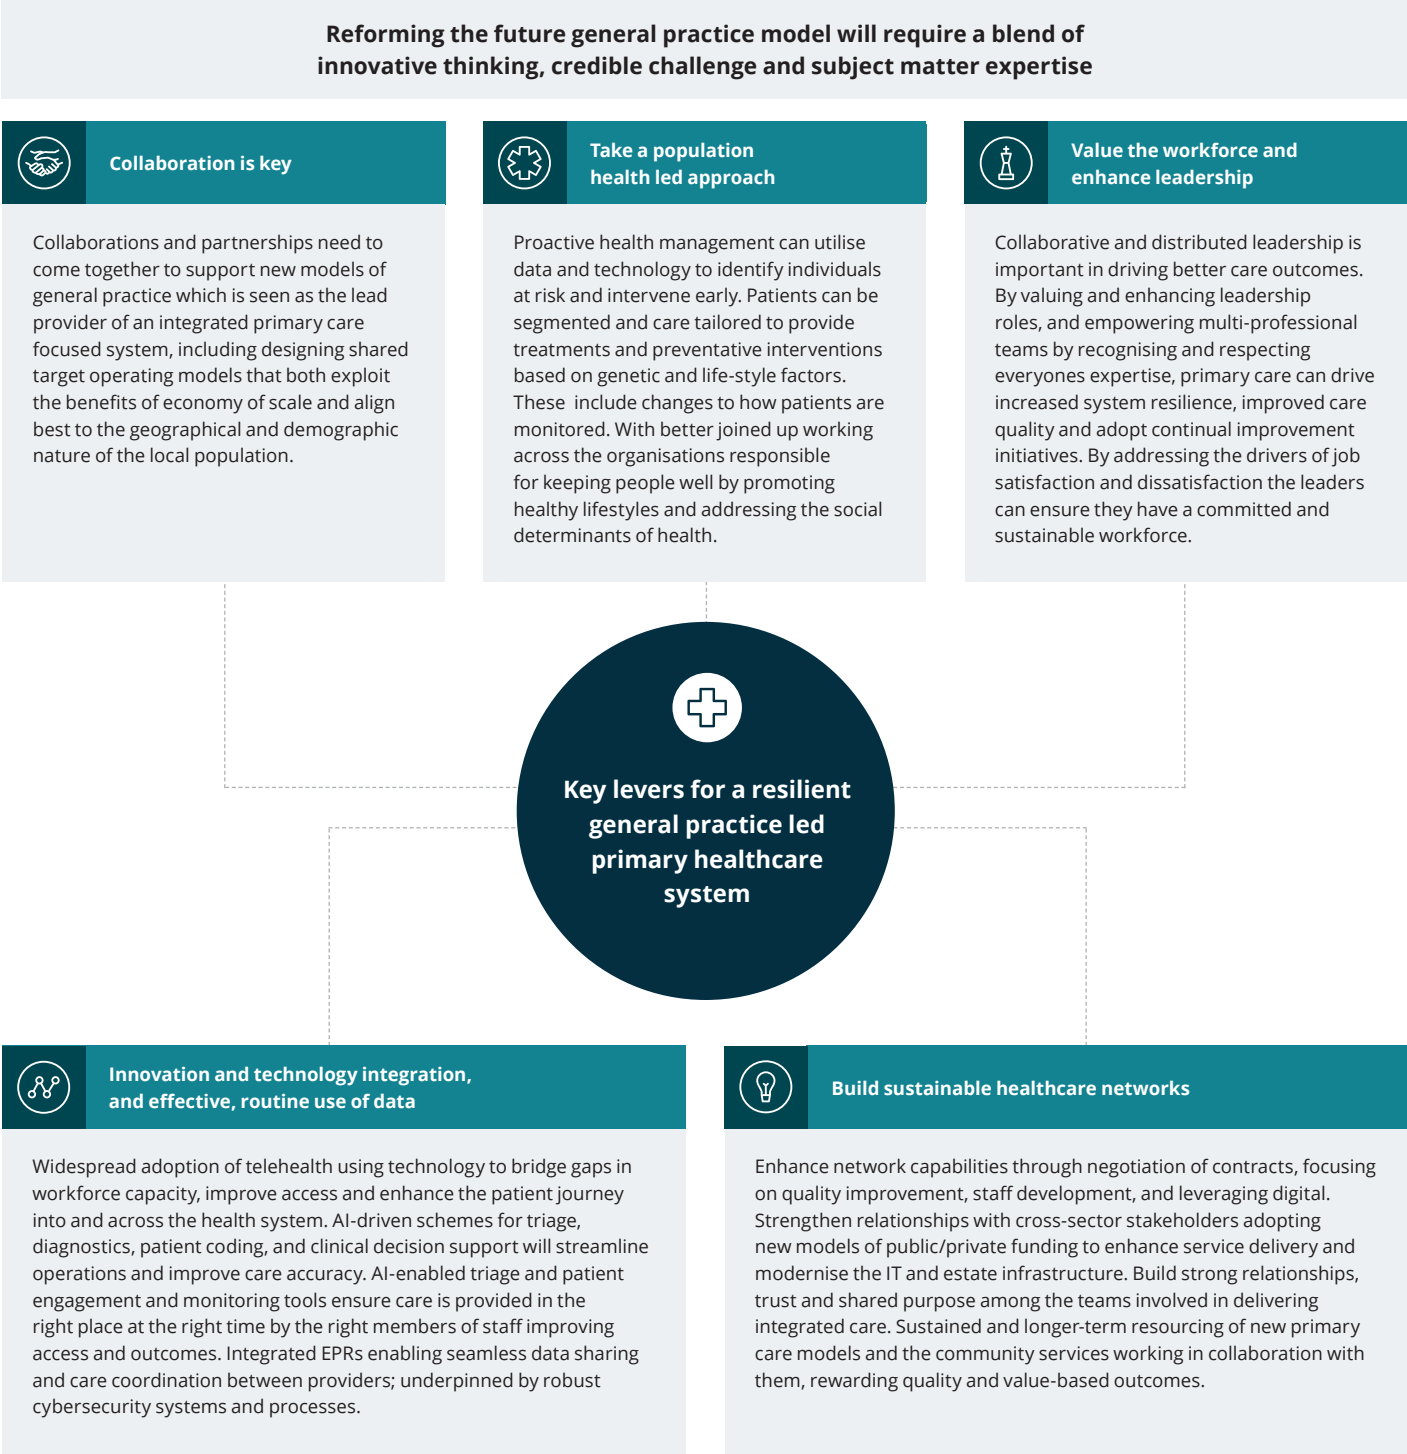 Reforming the future general practice model will require a blend of
innovative thinking, credible challenge and subject matter expertise
Collaboration is key
Collaborations and partnerships need to
come together to support new models of
general practice which is seen as the lead
provider of an integrated primary care
focused system, including designing shared
target operating models that both exploit
the benefits of economy of scale and align
best to the geographical and demographic
nature of the local population.
Take a population
health led approach
Proactive health management can utilise
data and technology to identify individuals
at risk and intervene early. Patients can be
segmented and care tailored to provide
treatments and preventative interventions
based on genetic and life-style factors.
These include changes to how patients are
monitored. With better joined up working
across the organisations responsible
for keeping people well by promoting
healthy lifestyles and addressing the social
determinants of health.
Value the workforce and
enhance leadership
Collaborative and distributed leadership is
important in driving better care outcomes.
By valuing and enhancing leadership
roles, and empowering multi-professional
teams by recognising and respecting
everyones expertise, primary care can drive
increased system resilience, improved care
quality and adopt continual improvement
initiatives. By addressing the drivers of job
satisfaction and dissatisfaction the leaders
can ensure they have a committed and
sustainable workforce.
Key levers for a resilient
general practice led
primary healthcare
system
Innovation and technology integration,
and effective, routine use of data
Widespread adoption of telehealth using technology to bridge gaps in
workforce capacity, improve access and enhance the patient journey
into and across the health system. AI-driven schemes for triage,
diagnostics, patient coding, and clinical decision support will streamline
operations and improve care accuracy. AI-enabled triage and patient
engagement and monitoring tools ensure care is provided in the
right place at the right time by the right members of staff improving
access and outcomes. Integrated EPRs enabling seamless data sharing
and care coordination between providers; underpinned by robust
cybersecurity systems and processes.
Build sustainable healthcare networks
Enhance network capabilities through negotiation of contracts, focusing
on quality improvement, staff development, and leveraging digital.
Strengthen relationships with cross-sector stakeholders adopting
new models of public/private funding to enhance service delivery and
modernise the IT and estate infrastructure. Build strong relationships,
trust and shared purpose among the teams involved in delivering
integrated care. Sustained and longer-term resourcing of new primary
care models and the community services working in collaboration with
them, rewarding quality and value-based outcomes.